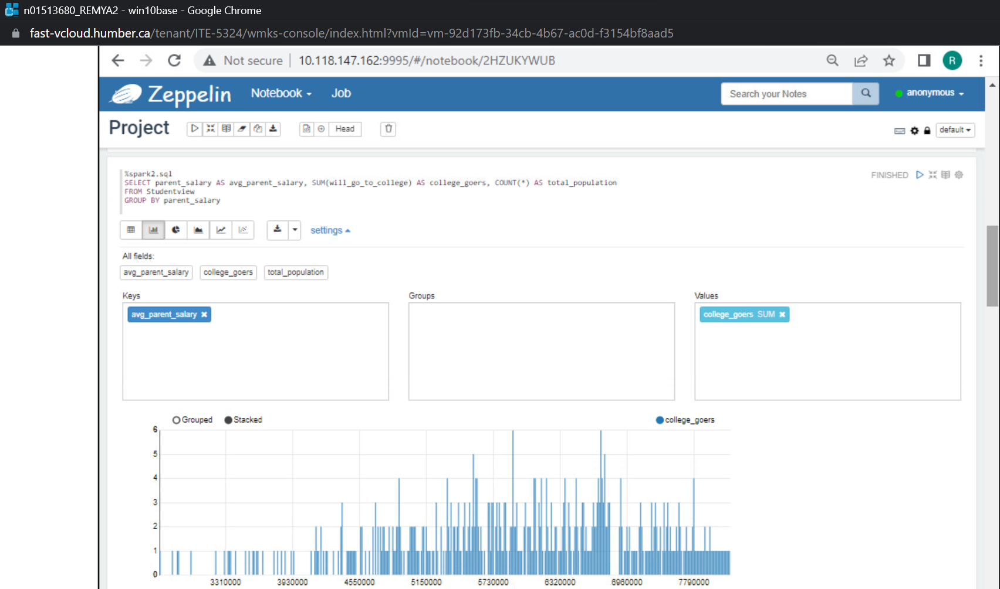 n01513680_REMYA2 - win10base - Google Chrome
fast-vcloud.humber.ca/tenant/ITE-5324/wmks-console/index.html?vmId=vm-92d173fb-34cb-4b67-ac0d-f3154bf8aad5
Not secure 10.118.147.162:9995/#/notebook/2HZUKYWUB R
Zeppelin Notebook Job Search your Notes anonymous
Project Head default
%spark2.sql FINISHED
SELECT parent_salary AS avg_parent_salary, SUM(will_go_to_college) AS college_goers, COUNT(*) AS total_population
FROM Studentview
GROUP BY parent_salary
settings
All fields:
avg_parent_salary college_goers total_population
Keys Groups Values
avg_parent_salary college_goers SUM
Grouped Stacked college_goers
6
5
4
3
2
1
0
3310000 3930000 4550000 5150000 5730000 6320000 6960000 7790000